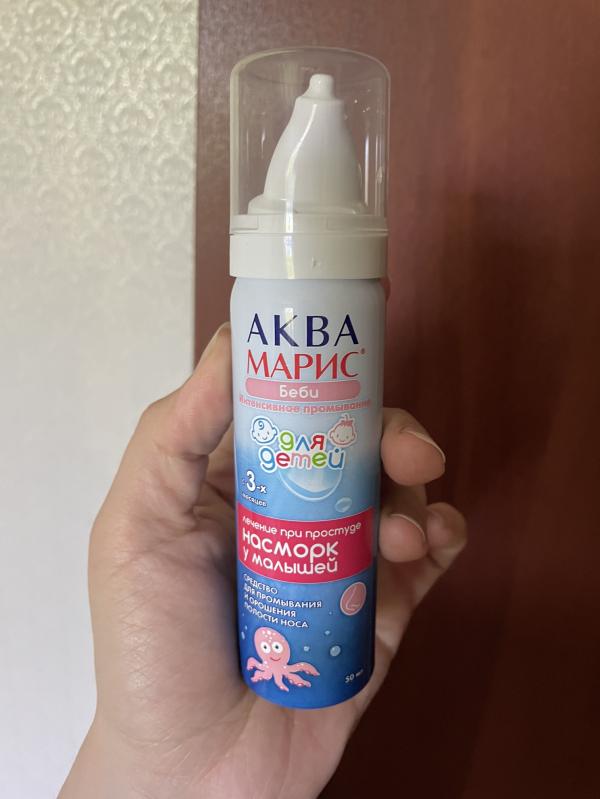 АКВА
МАРИС®
Беби
Интенсивное промывание
для
детей
с 3-х
месяцев
лечение при простуде
насморк
у малышей
СРЕДСТВО
ДЛЯ ПРОМЫВАНИЯ
И ОРОШЕНИЯ
ПОЛОСТИ НОСА
50 мл